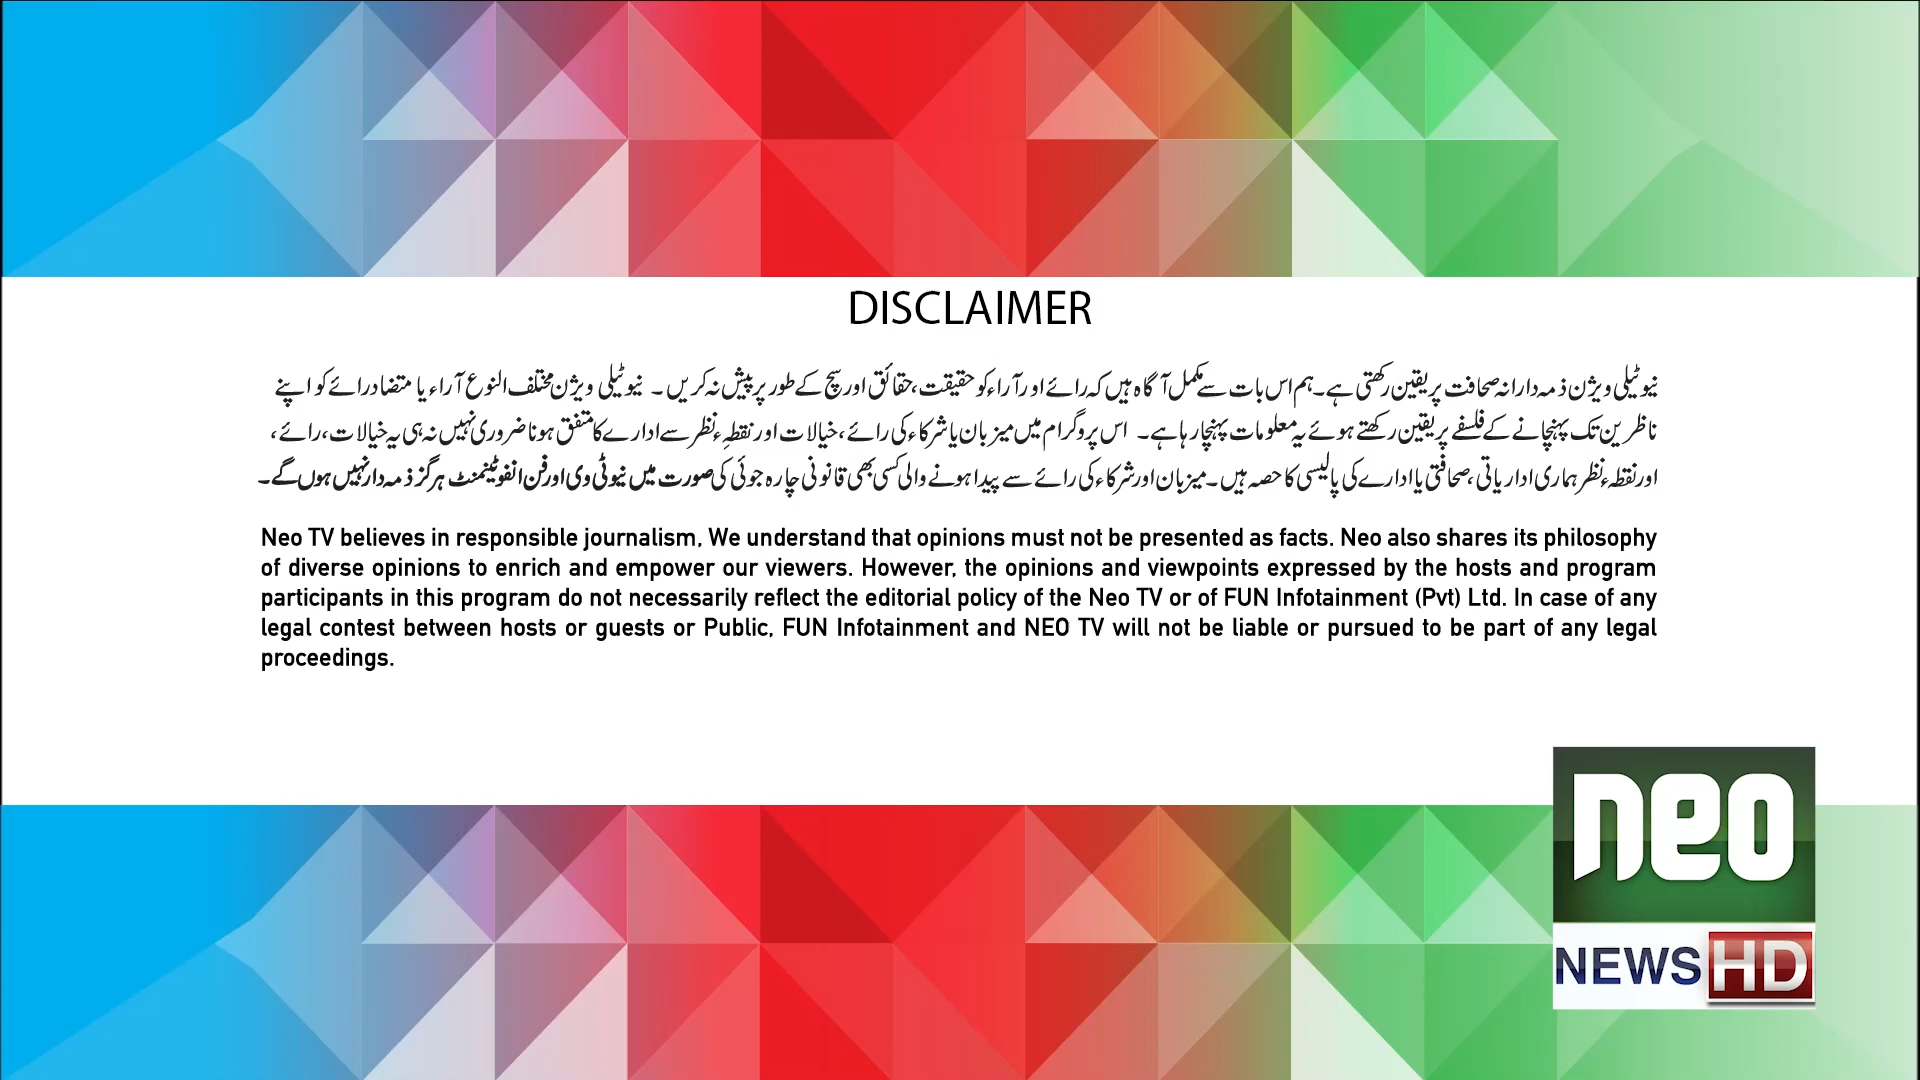 DISCLAIMER
نیوٹیلی ویژن ذمہ دارانہ صحافت پر یقین رکھتی ہے۔ ہم اس بات سے مکمل آگاہ ہیں کہ رائے اور آراء کو حقیقت، حقائق اور سچ کے طور پر پیش نہ کریں ۔ نیوٹیلی ویژن مختلف النوع آراء یا متضاد رائے کو اپنے
ناظرین تک پہنچانے کے فلسفے پر یقین رکھتے ہوئے یہ معلومات پہنچا رہا ہے۔ اس پروگرام میں میزبان یا شرکاء کی رائے ، خیالات اور نقطہِ ءنظر سے ادارے کا متفق ہونا ضروری نہیں نہ ہی یہ خیالات، رائے،
اور نقطہ ءنظر ہماری ادار یاتی ،صحافتی یا ادارے کی پالیسی کا حصہ ہیں۔ میزبان اور شرکاء کی رائے سے پیدا ہونے والی کسی بھی قانونی چارہ جوئی کی صورت میں نیوٹی وی اور فن انفوٹینمنٹ ہرگز ذمہ دار نہیں ہوں گے۔
Neo TV believes in responsible journalism, We understand that opinions must not be presented as facts. Neo also shares its philosophy
of diverse opinions to enrich and empower our viewers. However, the opinions and viewpoints expressed by the hosts and program
participants in this program do not necessarily reflect the editorial policy of the Neo TV or of FUN Infotainment (Pvt) Ltd. In case of any
legal contest between hosts or guests or Public, FUN Infotainment and NEO TV will not be liable or pursued to be part of any legal
proceedings.
neo
NEWS HD